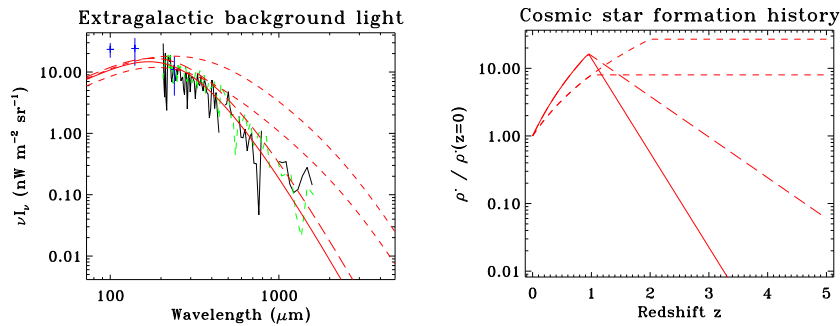 Extragalactic background light
10.00
1.00
0.10
0.01
νIν (nW m⁻² sr⁻¹)
100
1000
Wavelength (μm)
Cosmic star formation history
10.00
1.00
0.10
0.01
ρ˙ / ρ˙(z=0)
0 1 2 3 4 5
Redshift z